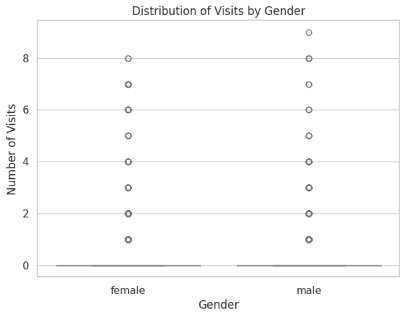 Distribution of Visits by Gender
Number of Visits
8
6
4
2
0
female
male
Gender